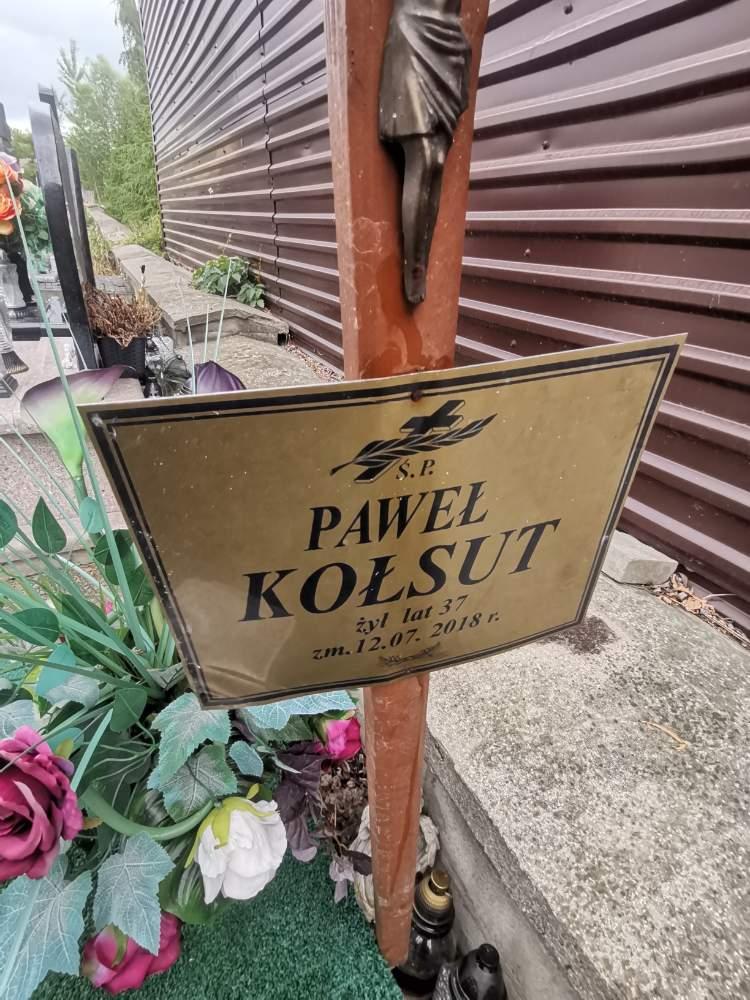 Ś.P.
PAWEŁ
KOŁSUT
żył lat 37
zm. 12.07. 2018 r.